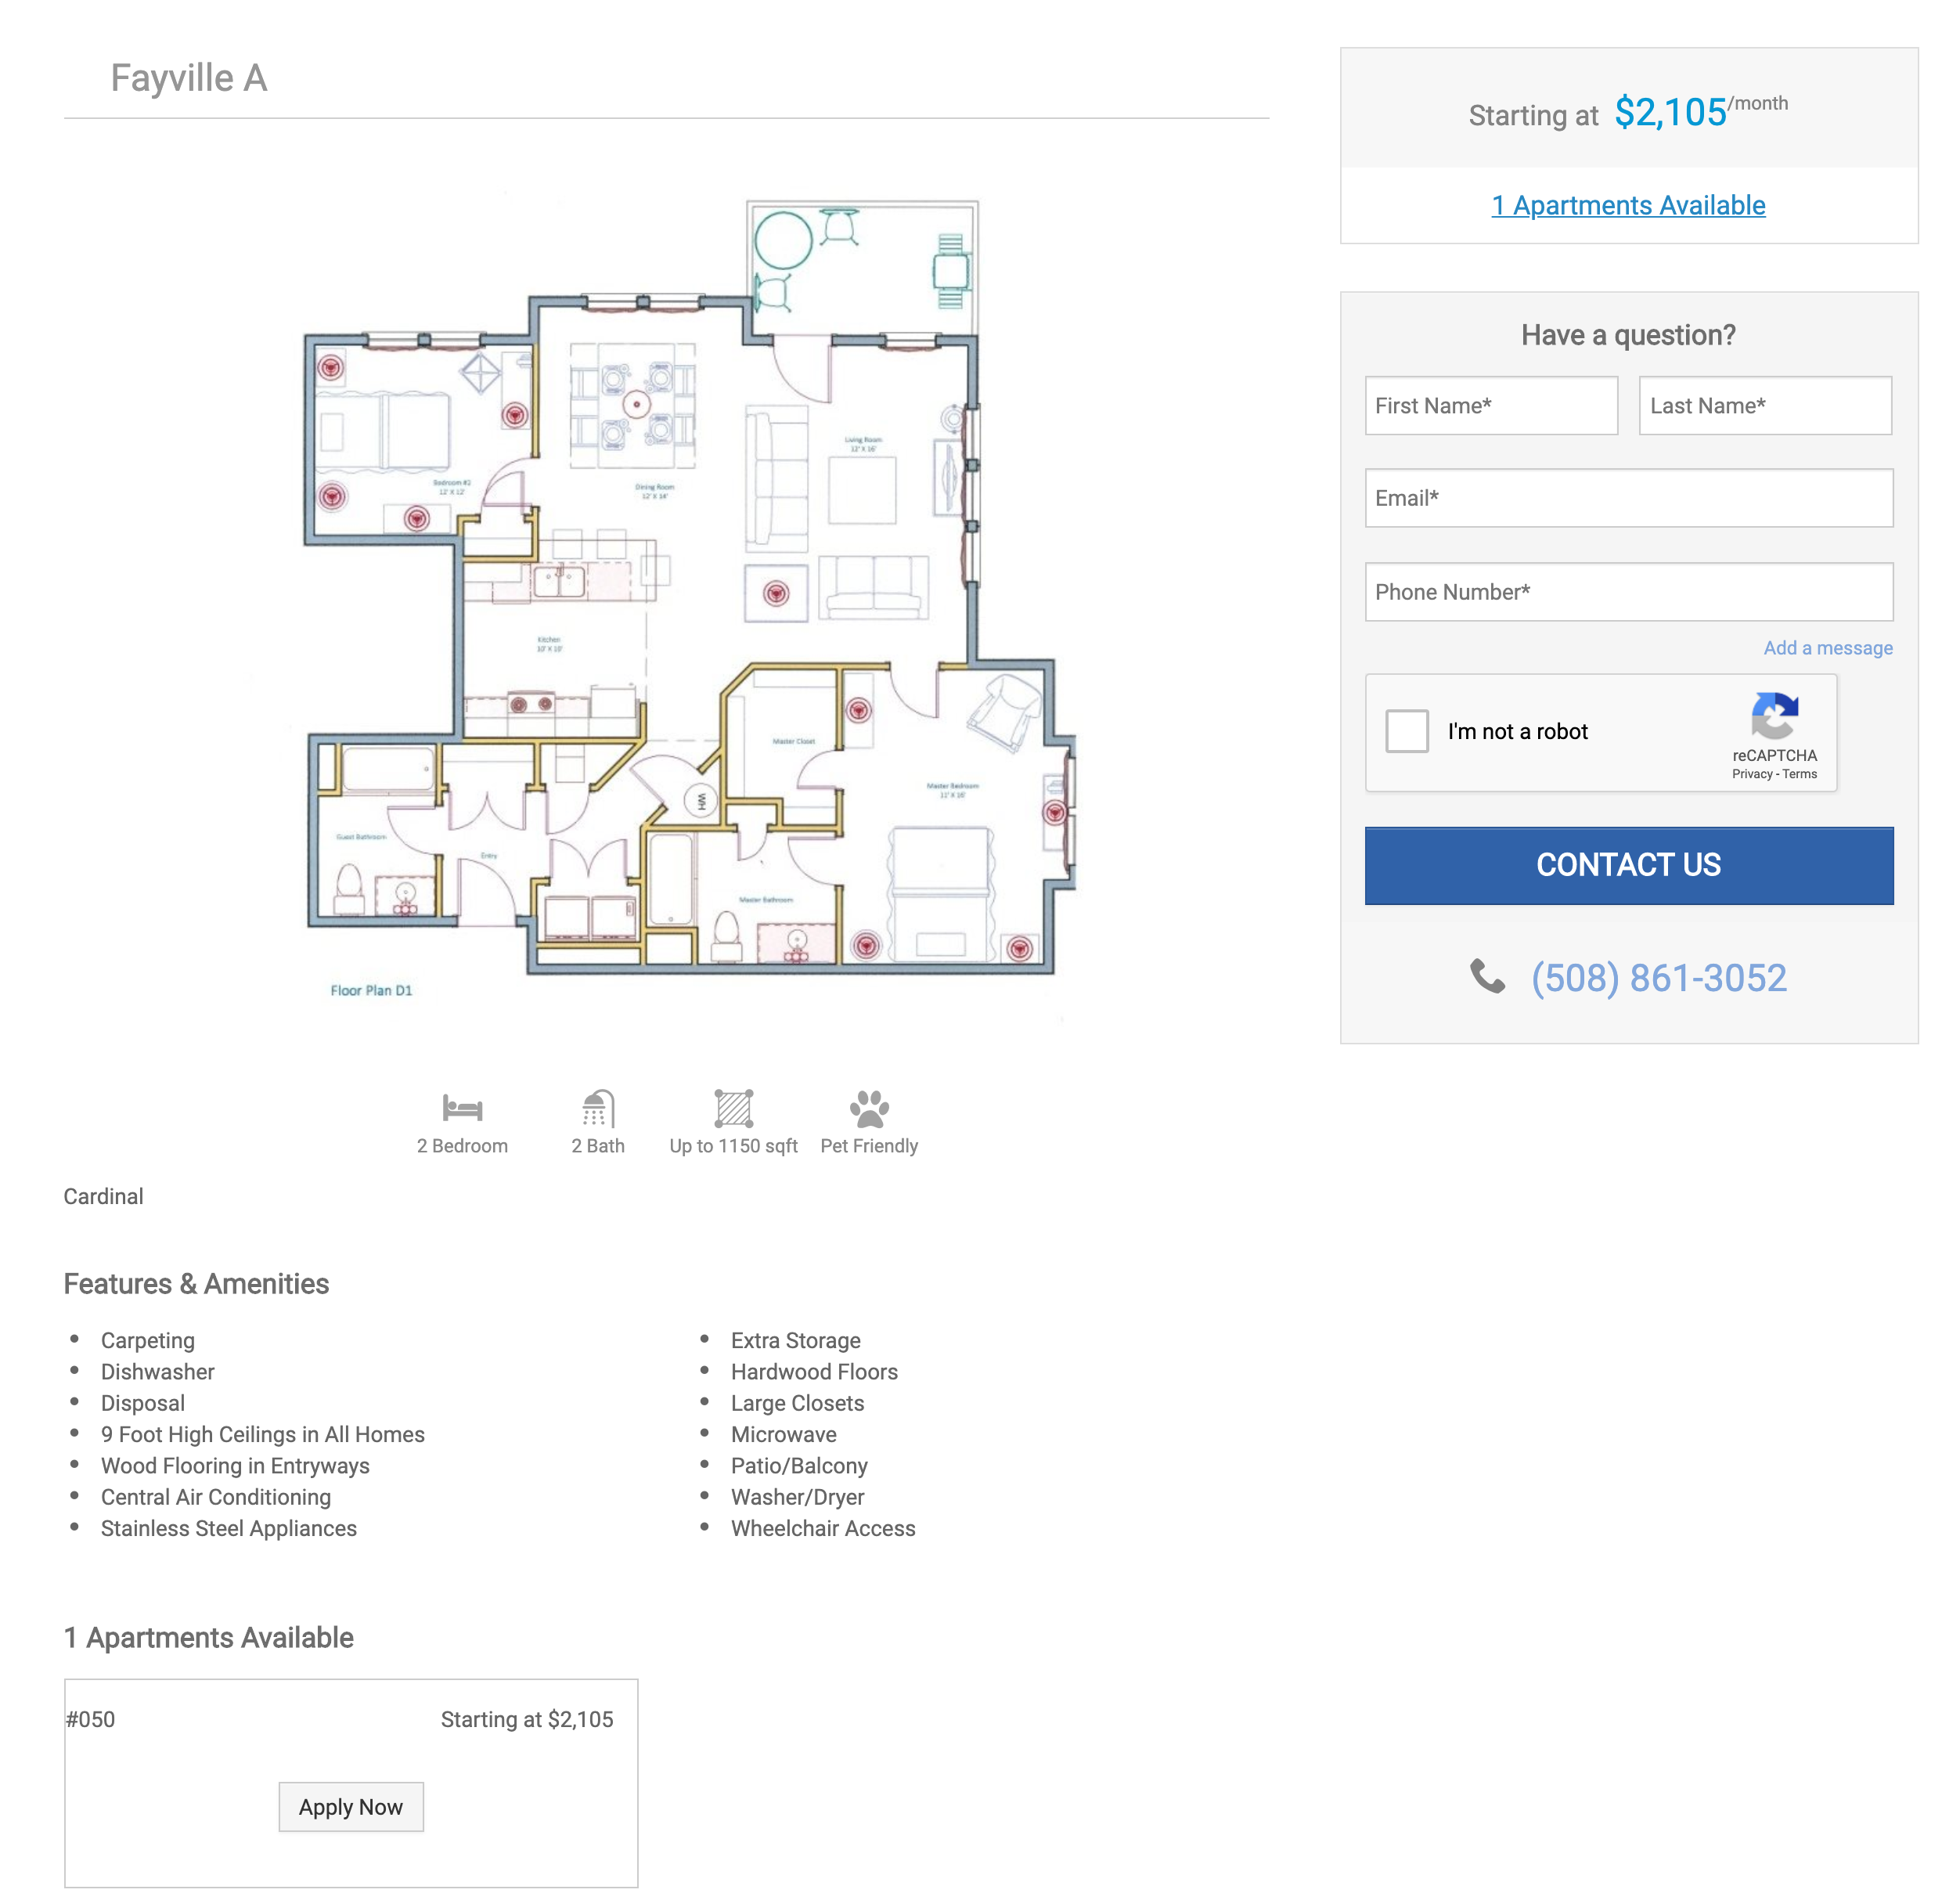 Fayville A
Starting at $2,105/month
1 Apartments Available
Living Room
12' X 16'
Bedroom #2
12' X 12'
Dining Room
12' X 14'
Kitchen
10' X 10'
Master Closet
Master Bedroom
11' X 16'
WH
Guest Bathroom
Entry
Master Bathroom
Floor Plan D1
Have a question?
First Name*
Last Name*
Email*
Phone Number*
Add a message
I'm not a robot
reCAPTCHA
Privacy - Terms
CONTACT US
(508) 861-3052
2 Bedroom
2 Bath
Up to 1150 sqft
Pet Friendly
Cardinal
Features & Amenities
Carpeting
Dishwasher
Disposal
9 Foot High Ceilings in All Homes
Wood Flooring in Entryways
Central Air Conditioning
Stainless Steel Appliances
Extra Storage
Hardwood Floors
Large Closets
Microwave
Patio/Balcony
Washer/Dryer
Wheelchair Access
1 Apartments Available
#050
Starting at $2,105
Apply Now